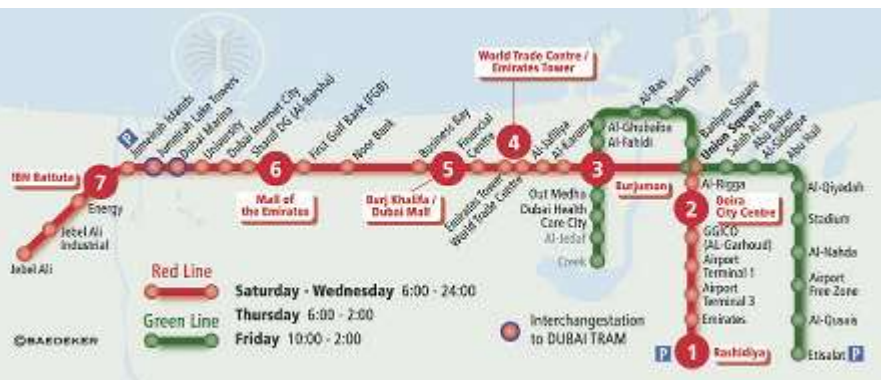 World Trade Centre /
Emirates Tower
4
IBN Battuta
7
P
Jumeirah Islands
Jumeirah Lake Towers
Dubai Marina
University
Dubai Internet City
Sharaf DG (Al-Barsha)
6
Mall of
the Emirates
First Gulf Bank (FGB)
Noor Bank
Business Bay
5
Burj Khalifa /
Dubai Mall
Financial
Centre
Emirates Tower
World Trade Centre
Al-Jafiliya
Al-Karama
3
Burjuman
Al-Ghubaiba
Al-Fahidi
Al-Ras
Palm Deira
Baniyas Square
Union Square
Salah Al-Din
Abu Baker
Al-Siddique
Abu Hail
Al-Qiyadah
Stadium
Al-Nahda
Airport
Free Zone
Al-Qusais
Etisalat P
Out Medha
Dubai Health
Care City
Al-Jedaf
Creek
Al-Rigga
2
Deira
City Centre
GGICO
(AL-Garhoud)
Airport
Terminal 1
Airport
Terminal 3
Emirates
P 1 Rashidiya
Energy
Jebel Ali
Industrial
Jebel Ali
Red Line
Green Line
Saturday - Wednesday 6:00 - 24:00
Thursday 6:00 - 2:00
Friday 10:00 - 2:00
Interchangestation
to DUBAI TRAM
©BAEDEKER